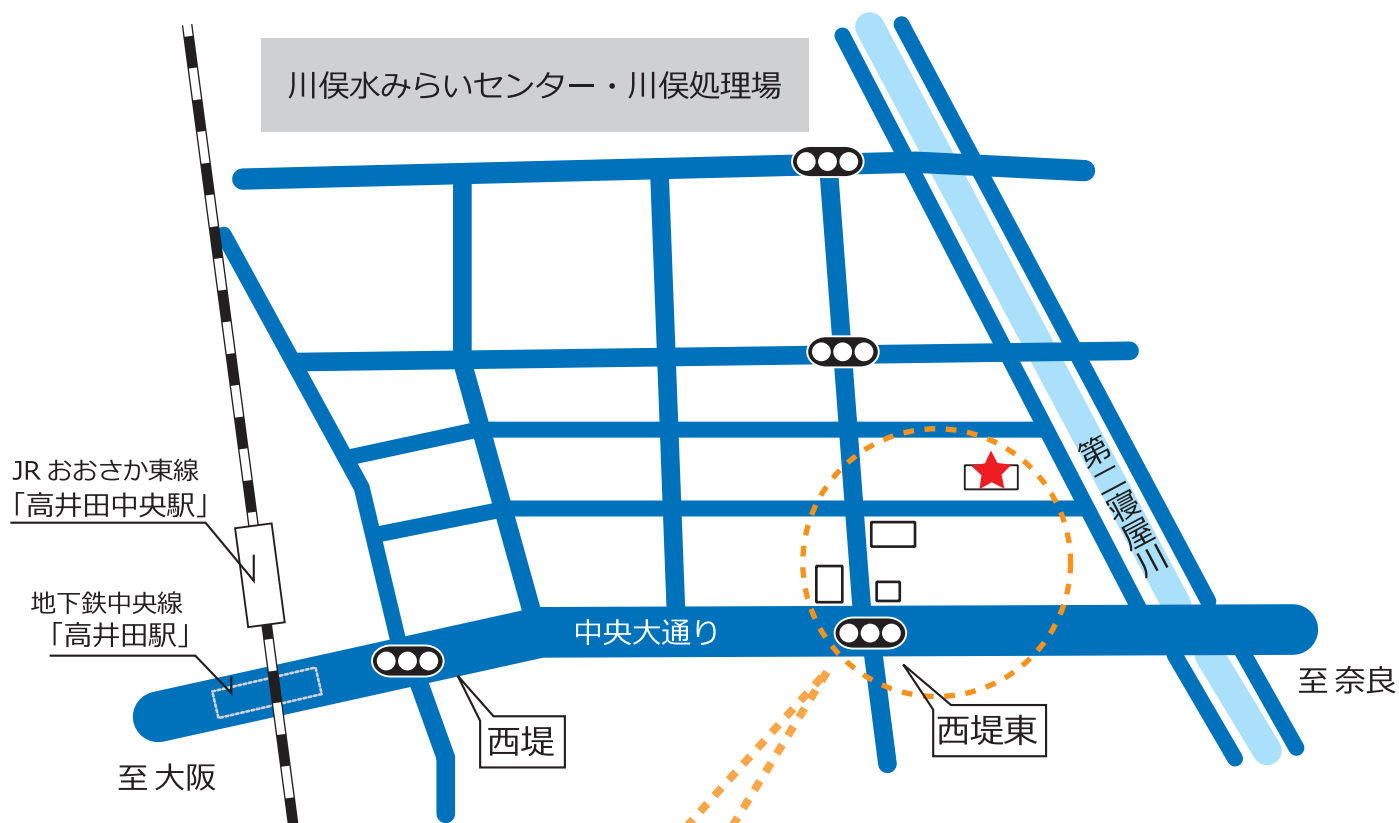 川俣水みらいセンター・川俣処理場
JR おおさか東線
「高井田中央駅」
第二寝屋川
地下鉄中央線
「高井田駅」
中央大通り
至 奈良
西堤
西堤東
至 大阪